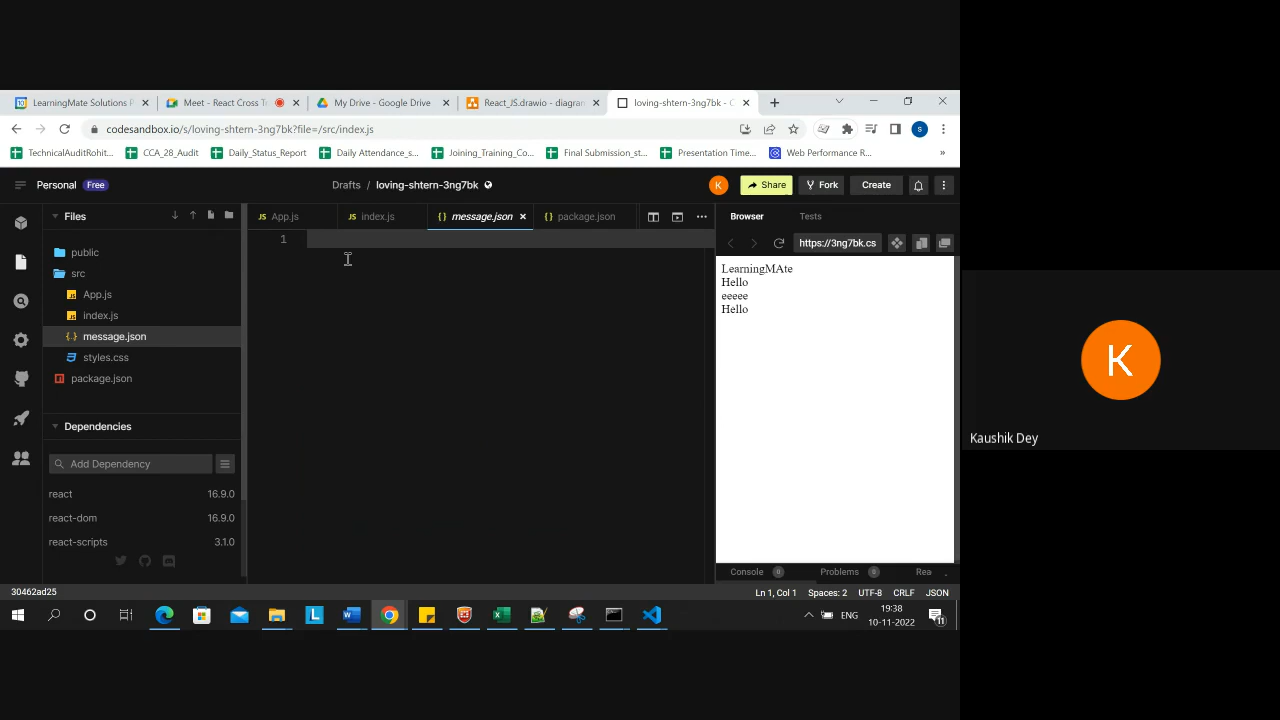 LearningMate Solutions P
Meet - React Cross Te
My Drive - Google Drive
React_JS.drawio - diagram
loving-shtern-3ng7bk - C
codesandbox.io/s/loving-shtern-3ng7bk?file=/src/index.js
S
TechnicalAuditRohit...
CCA_28_Audit
Daily_Status_Report
Daily Attendance_s...
Joining_Training_Co...
Final Submission_st...
Presentation Time...
Web Performance R...
»
Personal Free
Drafts / loving-shtern-3ng7bk
K
Share
Fork
Create
Files
JS App.js
JS index.js
{ } message.json
{ } package.json
Browser
Tests
1
https://3ng7bk.cs
public
src
App.js
index.js
message.json
styles.css
package.json
LearningMAte
Hello
eeeee
Hello
K
Kaushik Dey
Dependencies
Add Dependency
react 16.9.0
react-dom 16.9.0
react-scripts 3.1.0
Console 0
Problems 0
Rea
30462ad25
Ln 1, Col 1
Spaces: 2
UTF-8
CRLF
JSON
ENG
19:38
10-11-2022